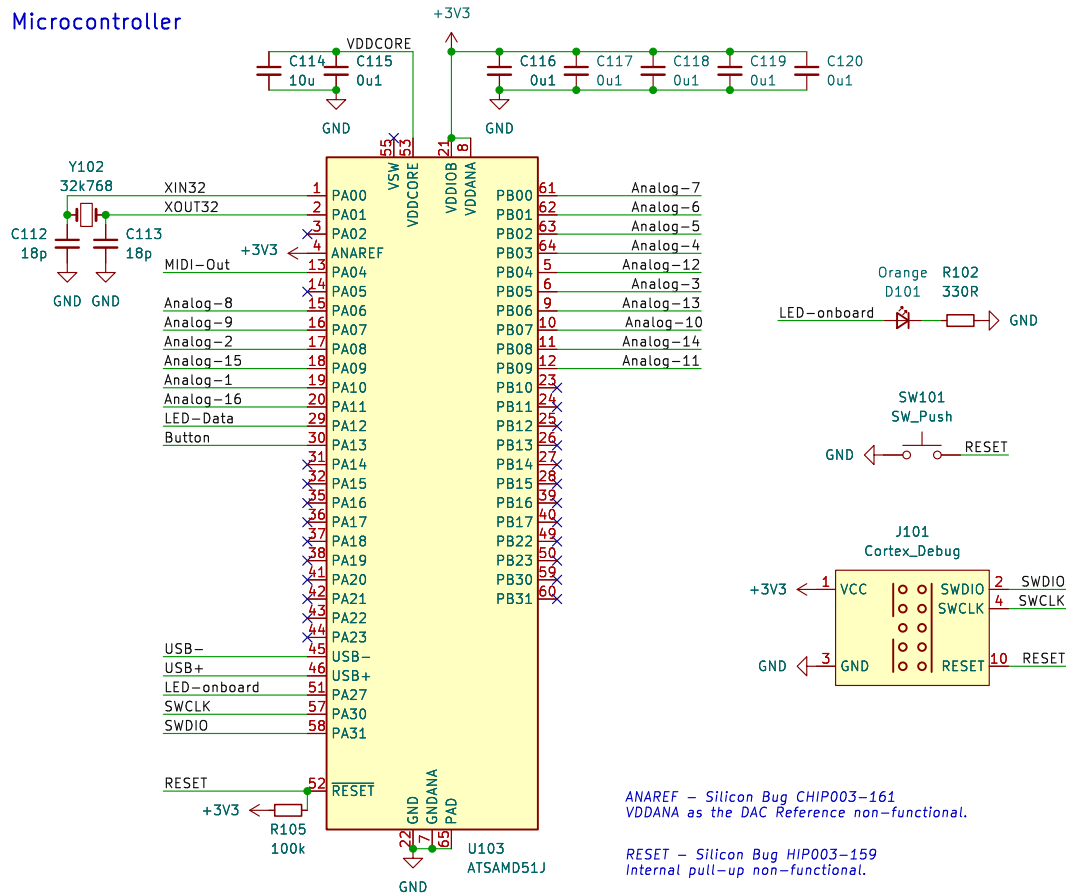 Microcontroller
+3V3
VDDCORE
C114
10u
C115
0u1
C116
0u1
C117
0u1
C118
0u1
C119
0u1
C120
0u1
GND
GND
55
53
21
8
VSW
VDDCORE
VDDIOB
VDDANA
Y102
32k768
XIN32
XOUT32
C112
18p
C113
18p
GND
GND
+3V3
MIDI-Out
Analog-8
Analog-9
Analog-2
Analog-15
Analog-1
Analog-16
LED-Data
Button
1 PA00
2 PA01
3 PA02
4 ANAREF
13 PA04
14 PA05
15 PA06
16 PA07
17 PA08
18 PA09
19 PA10
20 PA11
29 PA12
30 PA13
31 PA14
32 PA15
35 PA16
36 PA17
37 PA18
38 PA19
41 PA20
42 PA21
43 PA22
44 PA23
USB- 45 USB-
USB+ 46 USB+
LED-onboard 51 PA27
SWCLK 57 PA30
SWDIO 58 PA31
RESET 52 RESET
+3V3
R105
100k
PB00 61 Analog-7
PB01 62 Analog-6
PB02 63 Analog-5
PB03 64 Analog-4
PB04 5 Analog-12
PB05 6 Analog-3
PB06 9 Analog-13
PB07 10 Analog-10
PB08 11 Analog-14
PB09 12 Analog-11
PB10 23
PB11 24
PB12 25
PB13 26
PB14 27
PB15 28
PB16 39
PB17 40
PB22 49
PB23 50
PB30 59
PB31 60
GND
GNDANA
PAD
22
7
65
GND
U103
ATSAMD51J
Orange
D101
R102
330R
LED-onboard
GND
SW101
SW_Push
GND
RESET
J101
Cortex_Debug
+3V3 1 VCC
SWDIO 2 SWDIO
SWCLK 4 SWCLK
GND 3 GND
RESET 10 RESET
ANAREF - Silicon Bug CHIP003-161
VDDANA as the DAC Reference non-functional.
RESET - Silicon Bug HIP003-159
Internal pull-up non-functional.